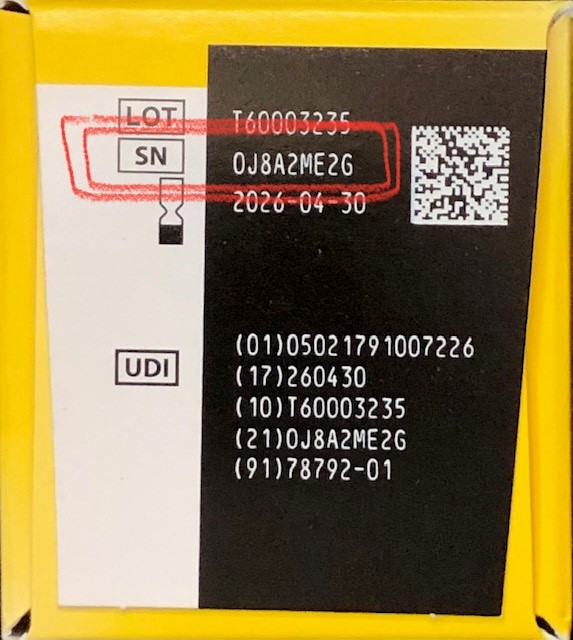 LOT T60003235
SN 0J8A2ME2G
2026-04-30
UDI (01)05021791007226
(17)260430
(10)T60003235
(21)0J8A2ME2G
(91)78792-01